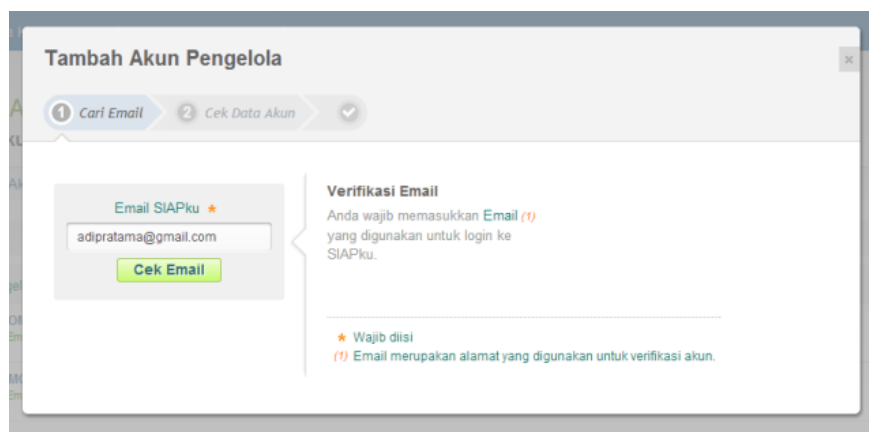 Tambah Akun Pengelola
×
1 Cari Email
2 Cek Data Akun
Email SIAPku *
adipratama@gmail.com
Cek Email
Verifikasi Email
Anda wajib memasukkan Email (1)
yang digunakan untuk login ke
SIAPku.
* Wajib diisi
(1) Email merupakan alamat yang digunakan untuk verifikasi akun.